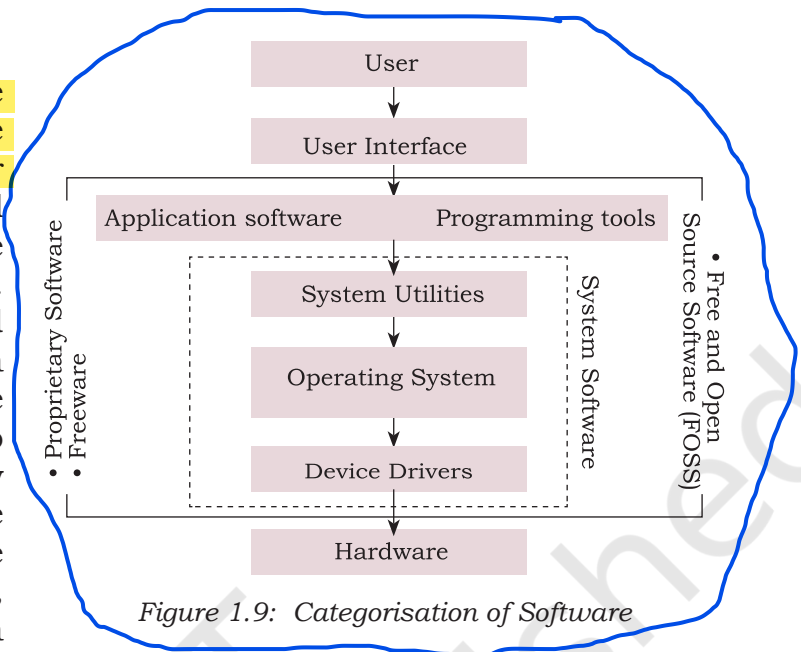 User
User Interface
Application software
Programming tools
• Proprietary Software
• Freeware
System Utilities
Operating System
Device Drivers
System Software
• Free and Open
Source Software (FOSS)
Hardware
Figure 1.9: Categorisation of Software